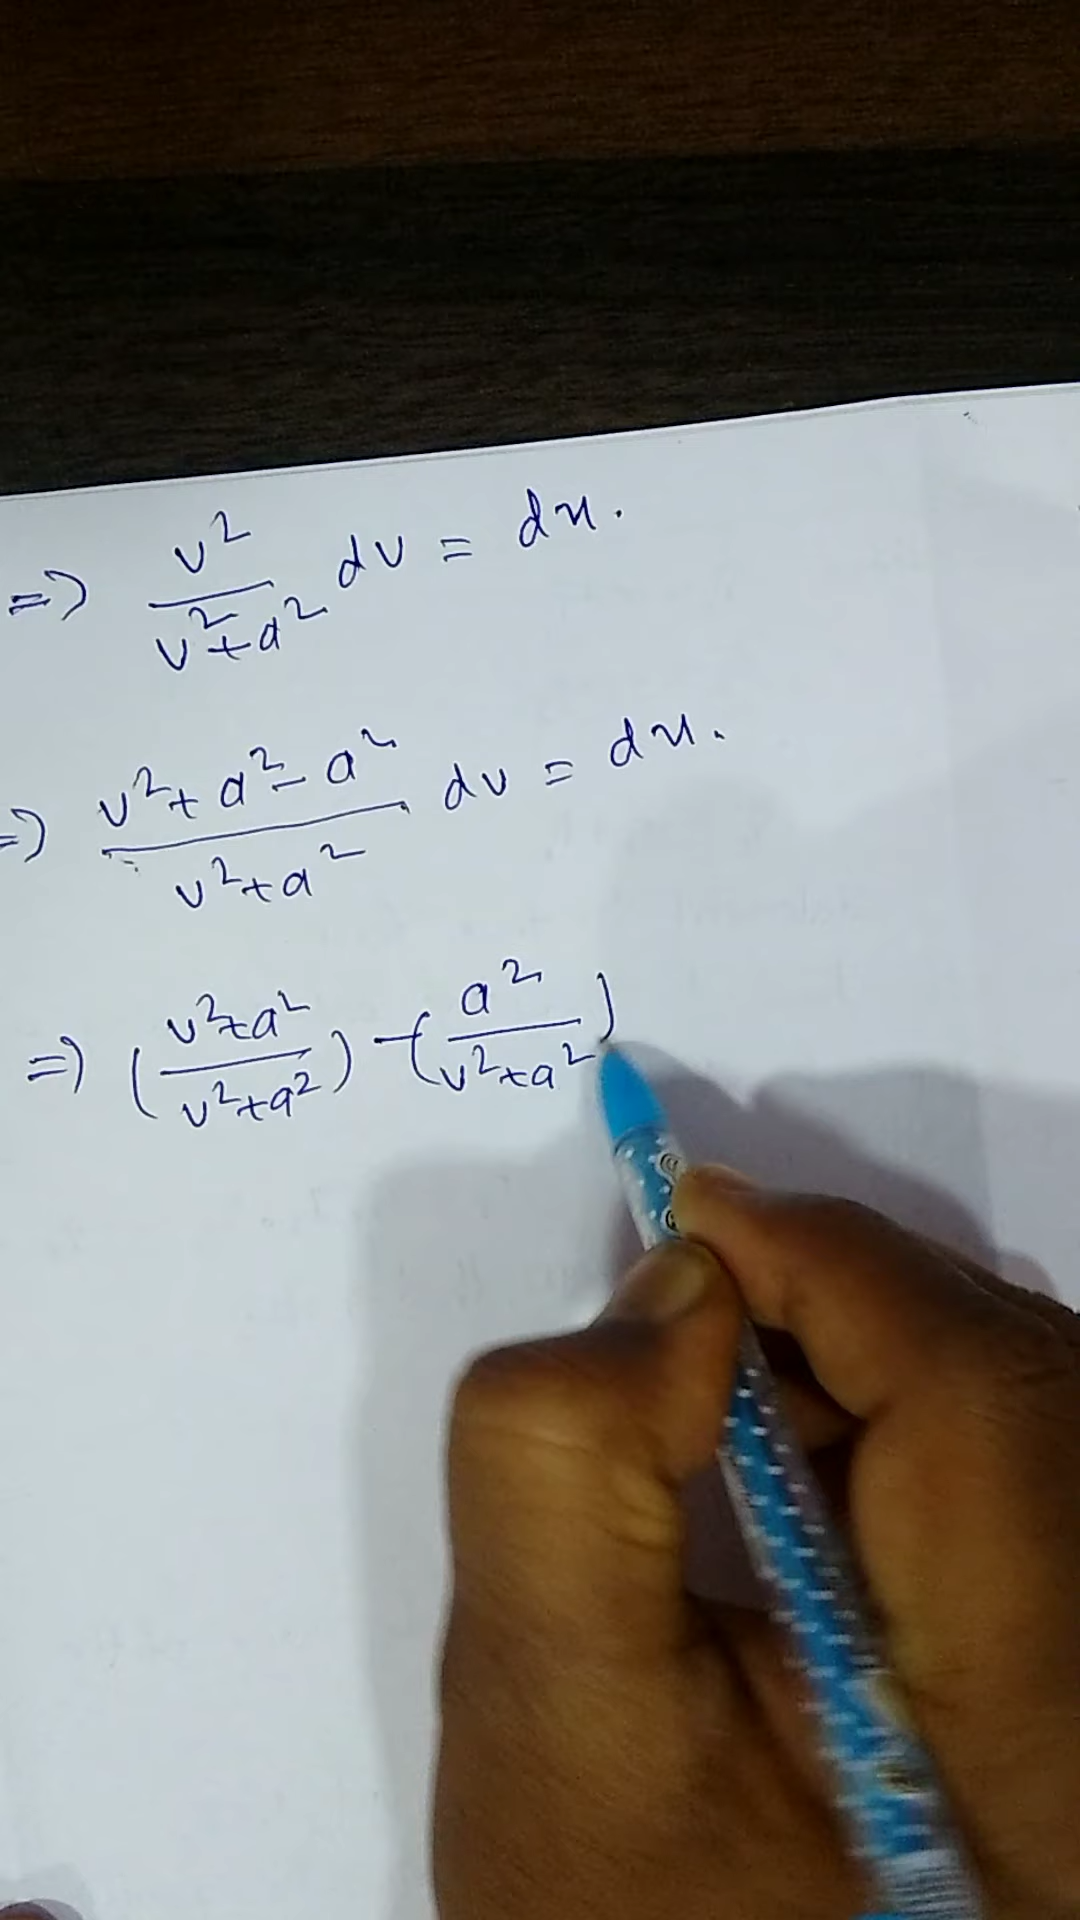 => v²/(v²+a²) dv = dx.
=> (v²+a²-a²)/(v²+a²) dv = dx.
=> ((v²+a²)/(v²+a²)) - (a²/(v²+a²))